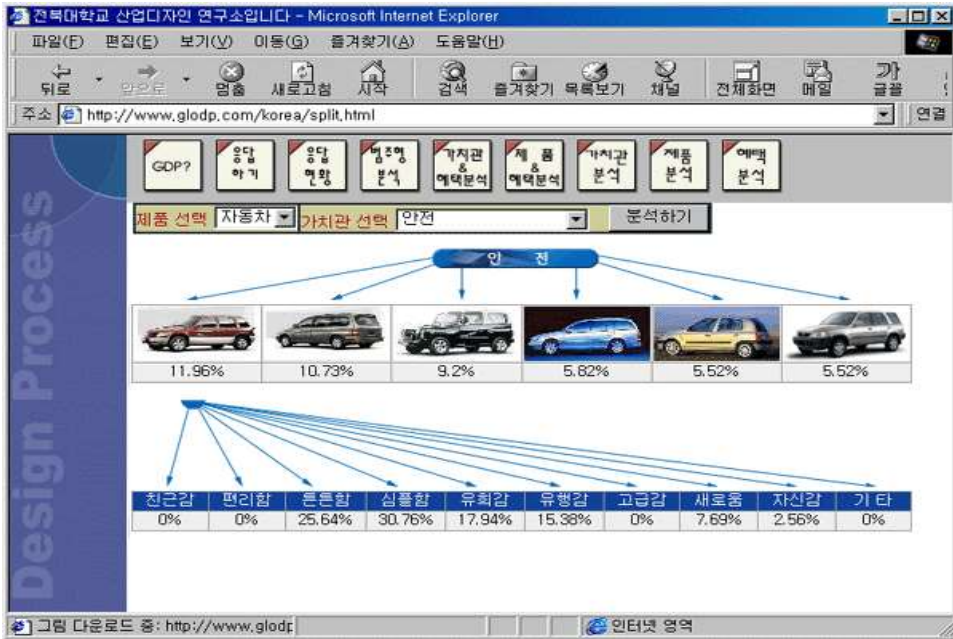 전북대학교 산업디자인 연구소입니다 - Microsoft Internet Explorer
파일(F) 편집(E) 보기(V) 이동(G) 즐겨찾기(A) 도움말(H)
뒤로 앞으로 멈춤 새로고침 시작 검색 즐겨찾기 목록보기 채널 전체화면 메일 글꼴
가
주소 http://www.glodp.com/korea/split.html 연결
GDP? 응답하기 응답현황 범주형분석 가치관&혜택분석 제품&혜택분석 가치관분석 제품분석 혜택분석
제품 선택 자동차 가치관 선택 안전 분석하기
안 전
11.96% 10.73% 9.2% 5.82% 5.52% 5.52%
친근감 편리함 튼튼함 심플함 유희감 유행감 고급감 새로움 자신감 기 타
0% 0% 25.64% 30.76% 17.94% 15.38% 0% 7.69% 2.56% 0%
Design Process
그림 다운로드 중: http://www.glodp 인터넷 영역